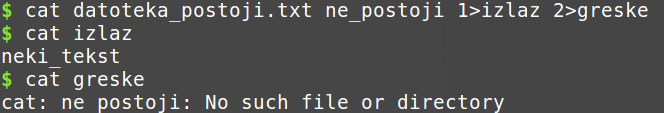 $ cat datoteka_postoji.txt ne_postoji 1>izlaz 2>greske
$ cat izlaz
neki_tekst
$ cat greske
cat: ne_postoji: No such file or directory